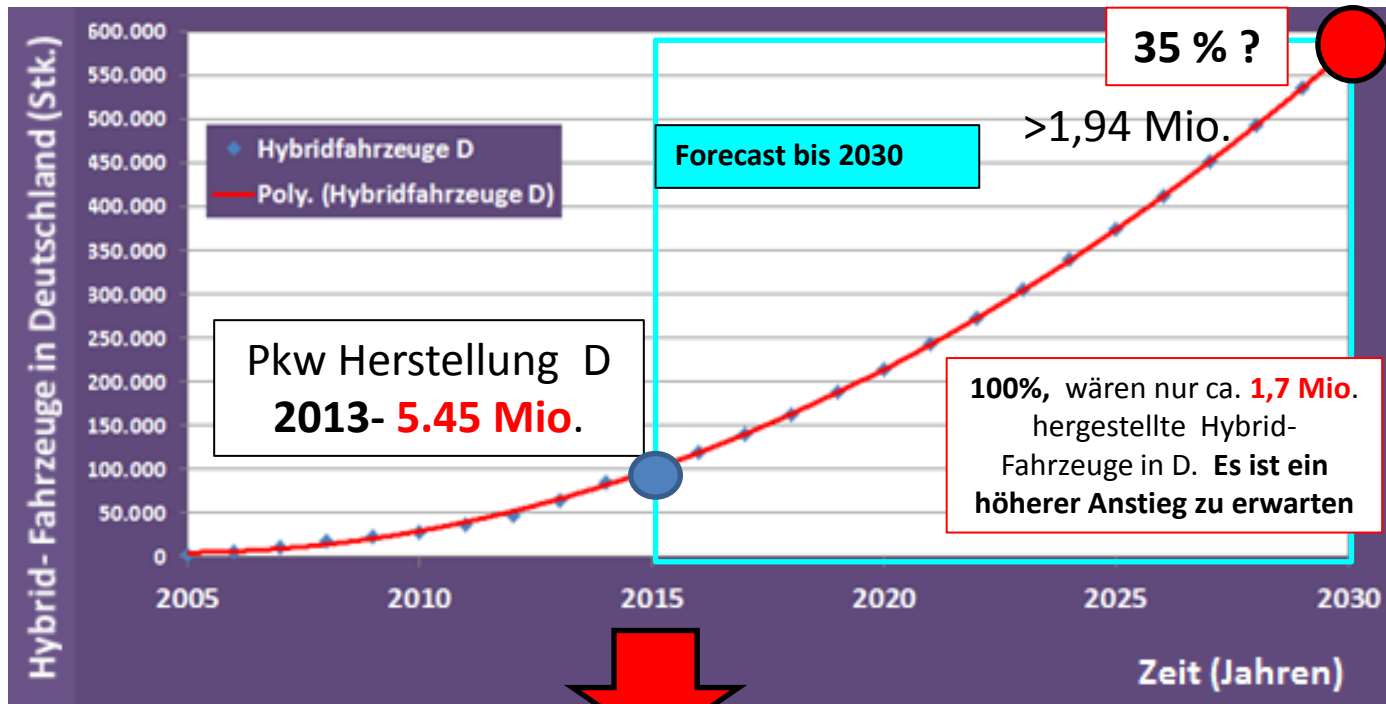 Hybrid- Fahrzeuge in Deutschland (Stk.)
600.000
550.000
500.000
450.000
400.000
350.000
300.000
250.000
200.000
150.000
100.000
50.000
0
Hybridfahrzeuge D
Poly. (Hybridfahrzeuge D)
Forecast bis 2030
35 % ?
>1,94 Mio.
Pkw Herstellung D
2013- 5.45 Mio.
100%, wären nur ca. 1,7 Mio.
hergestellte Hybrid-
Fahrzeuge in D. Es ist ein
höherer Anstieg zu erwarten
2005
2010
2015
2020
2025
2030
Zeit (Jahren)